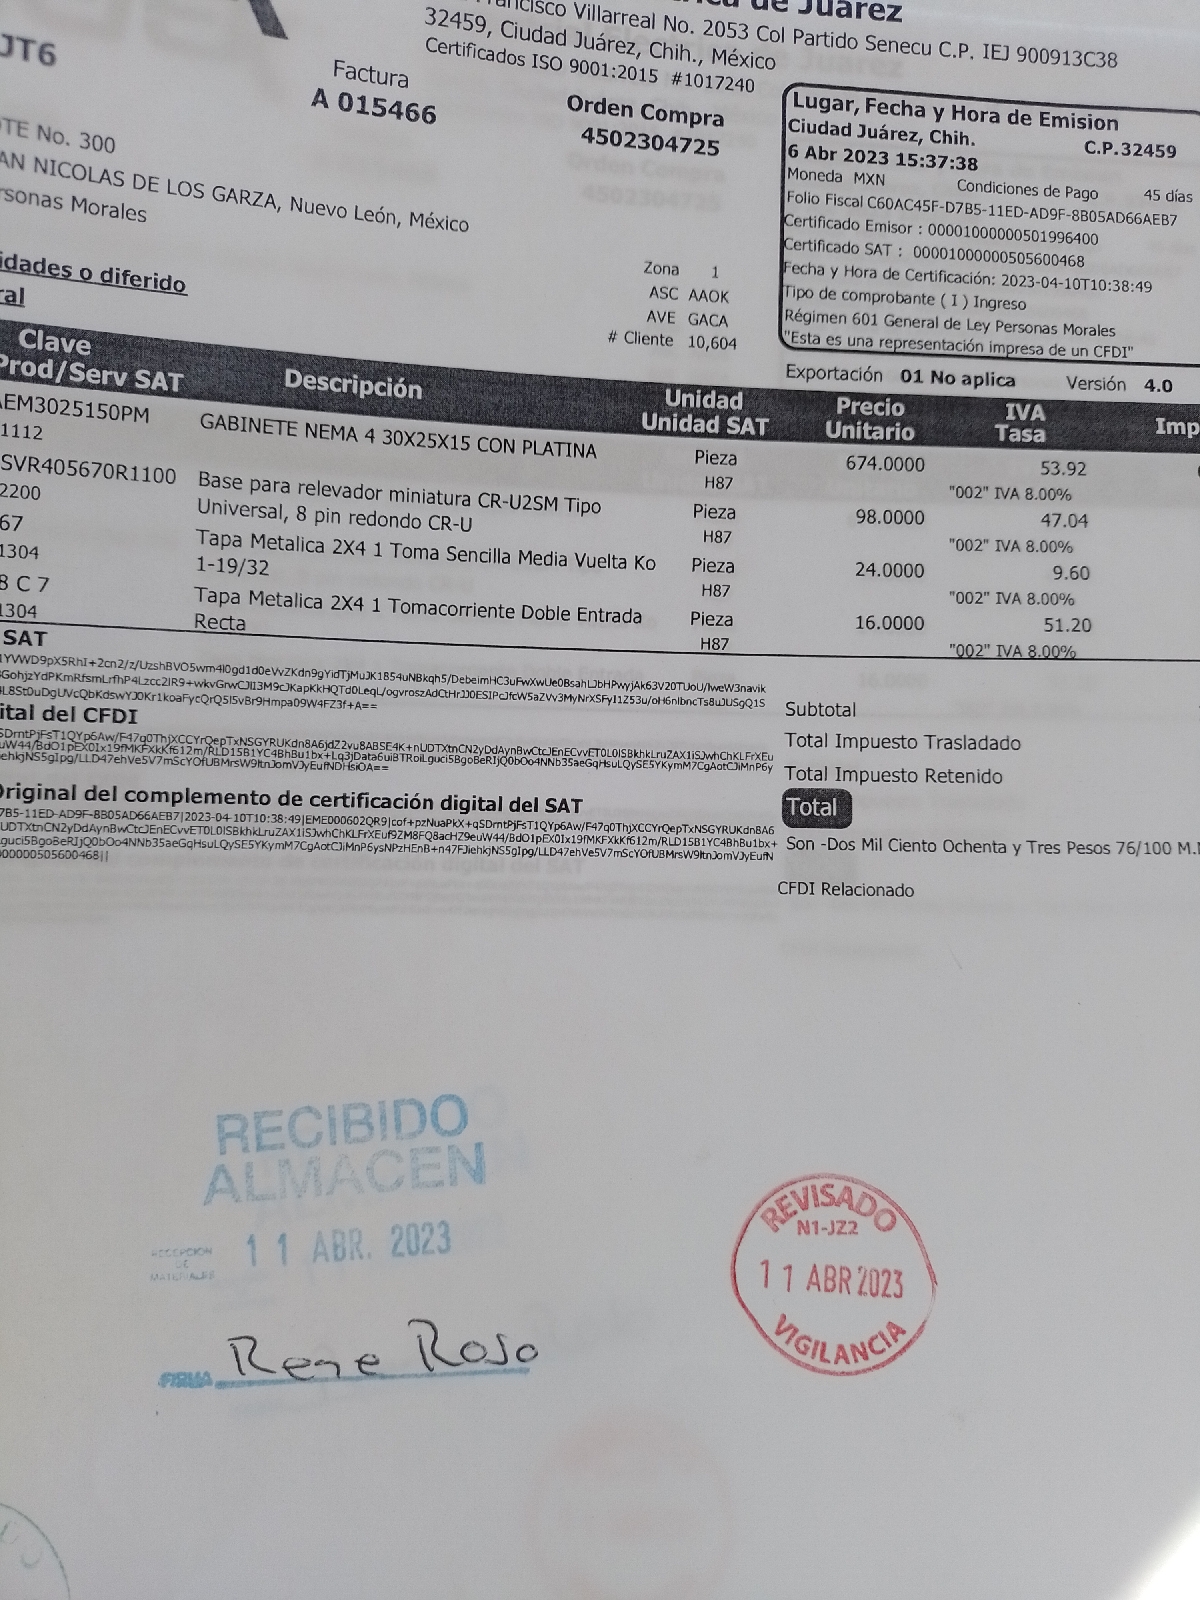 de Juárez
Francisco Villarreal No. 2053 Col Partido Senecu C.P. IEJ 900913C38
32459, Ciudad Juárez, Chih., México
Certificados ISO 9001:2015 #1017240
JT6
Factura
A 015466
Orden Compra
4502304725
Lugar, Fecha y Hora de Emision
Ciudad Juárez, Chih. C.P.32459
6 Abr 2023 15:37:38
Moneda MXN Condiciones de Pago 45 días
Folio Fiscal C60AC45F-D7B5-11ED-AD9F-8B05AD66AEB7
Certificado Emisor : 00001000000501996400
Certificado SAT : 00001000000505600468
Fecha y Hora de Certificación: 2023-04-10T10:38:49
Tipo de comprobante ( I ) Ingreso
Régimen 601 General de Ley Personas Morales
"Esta es una representación impresa de un CFDI"
Exportación 01 No aplica Versión 4.0
OTE No. 300
AN NICOLAS DE LOS GARZA, Nuevo León, México
rsonas Morales
Zona 1
ASC AAOK
AVE GACA
# Cliente 10,604
idades o diferido
ral
Clave
Prod/Serv SAT
Descripción
Unidad
Unidad SAT
Precio
Unitario
IVA
Tasa
Imp
AEM3025150PM GABINETE NEMA 4 30X25X15 CON PLATINA Pieza 674.0000 53.92
1112 H87 "002" IVA 8.00%
SVR405670R1100 Base para relevador miniatura CR-U2SM Tipo Pieza 98.0000 47.04
2200 Universal, 8 pin redondo CR-U H87 "002" IVA 8.00%
67 Tapa Metalica 2X4 1 Toma Sencilla Media Vuelta Ko Pieza 24.0000 9.60
1304 1-19/32 H87 "002" IVA 8.00%
8 C 7 Tapa Metalica 2X4 1 Tomacorriente Doble Entrada Pieza 16.0000 51.20
1304 Recta H87 "002" IVA 8.00%
SAT
ital del CFDI
Original del complemento de certificación digital del SAT
000000505600468||
Subtotal
Total Impuesto Trasladado
Total Impuesto Retenido
Total
Son -Dos Mil Ciento Ochenta y Tres Pesos 76/100 M.
CFDI Relacionado
RECIBIDO
ALMACEN
RECEPCION
DE
MATERIALES
11 ABR. 2023
FIRMA Rene Roso
REVISADO
N1-JZ2
11 ABR 2023
VIGILANCIA